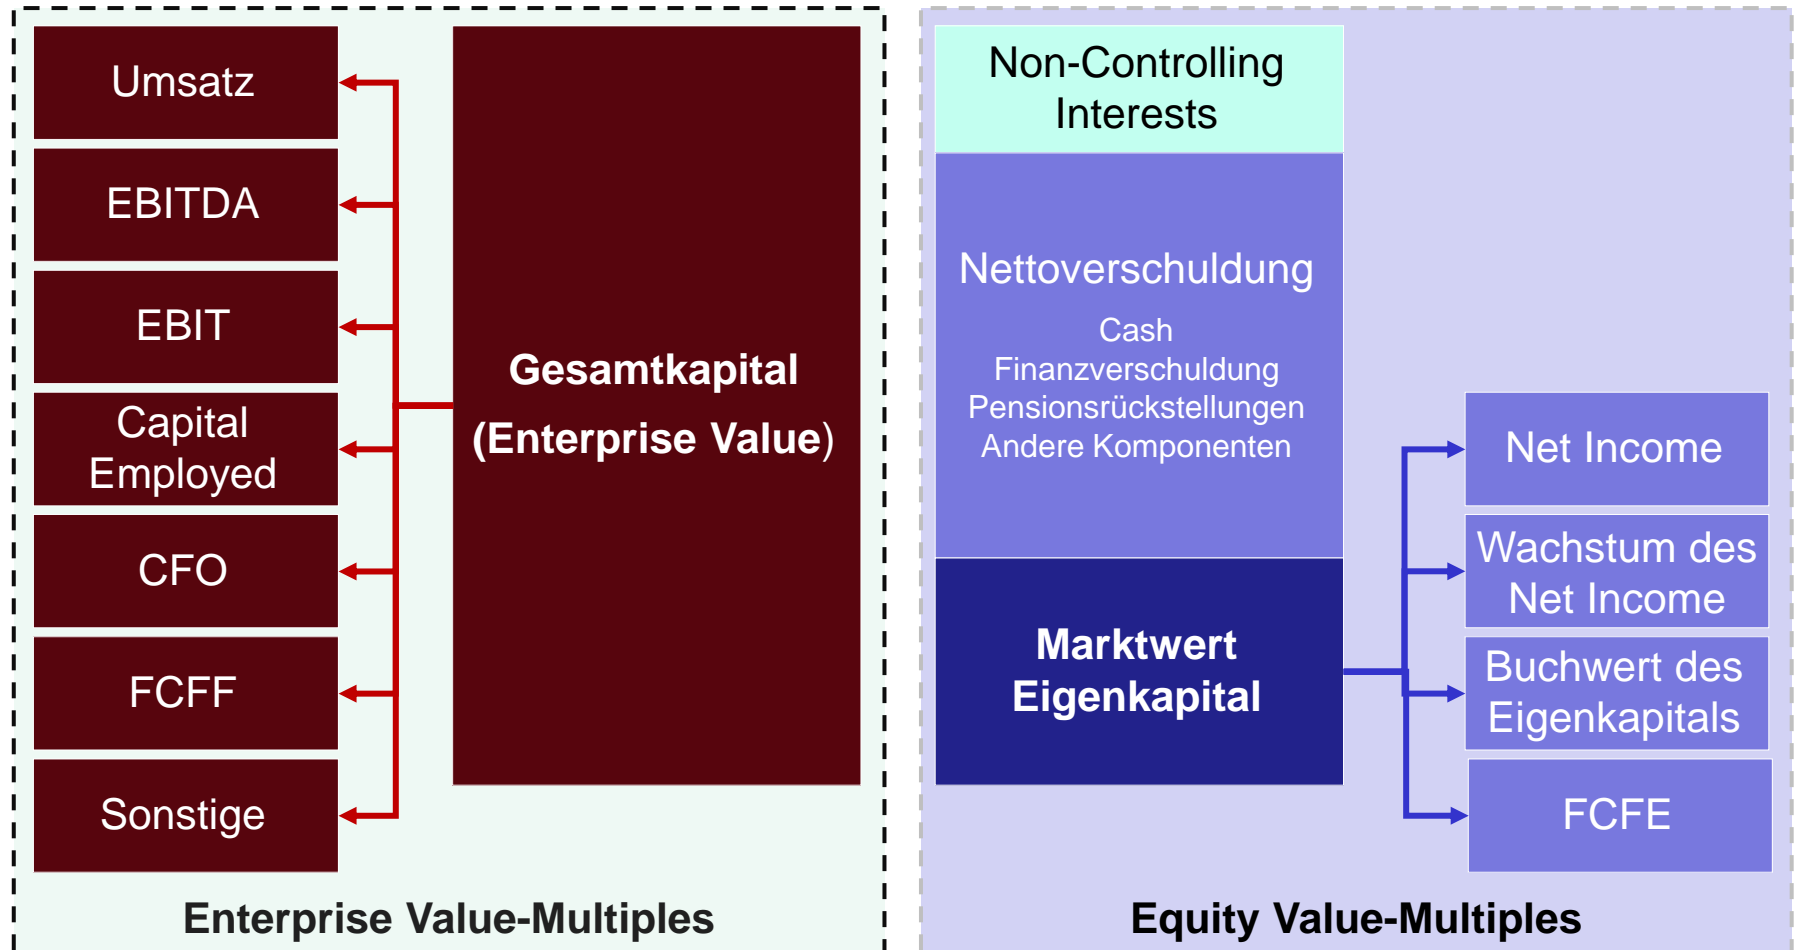 Umsatz
EBITDA
EBIT
Capital
Employed
CFO
FCFF
Sonstige
Gesamtkapital
(Enterprise Value)
Enterprise Value-Multiples
Non-Controlling
Interests
Nettoverschuldung
Cash
Finanzverschuldung
Pensionsrückstellungen
Andere Komponenten
Marktwert
Eigenkapital
Net Income
Wachstum des
Net Income
Buchwert des
Eigenkapitals
FCFE
Equity Value-Multiples